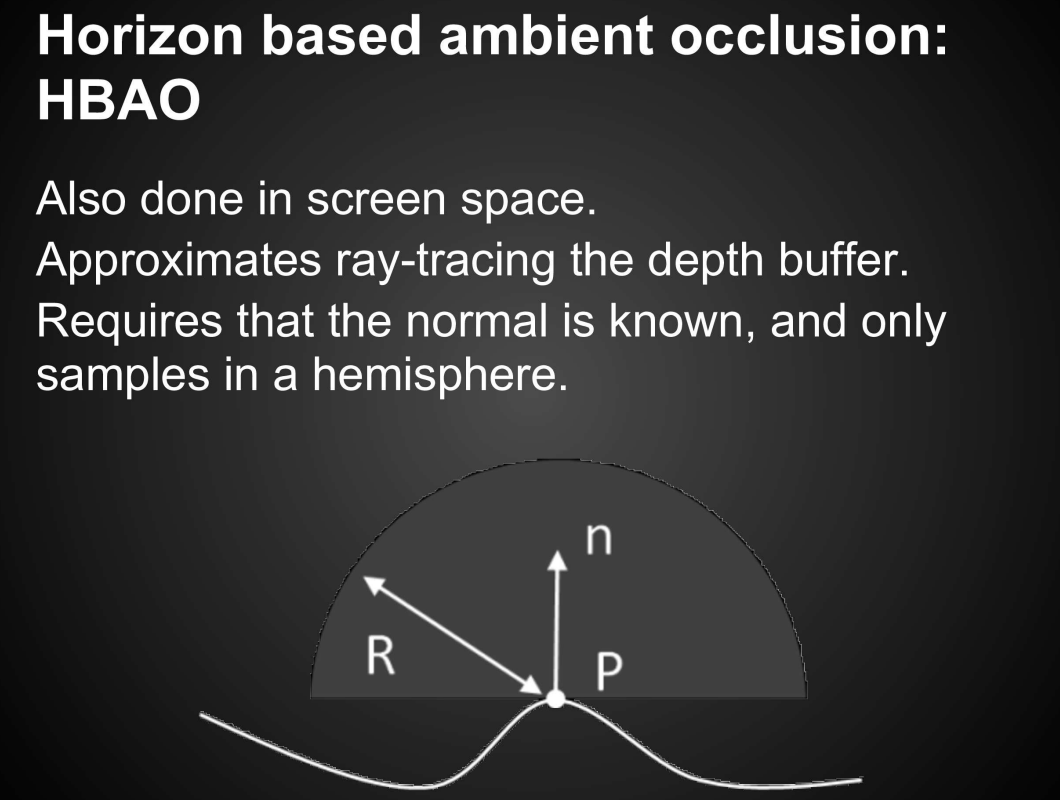 Horizon based ambient occlusion:
HBAO
Also done in screen space.
Approximates ray-tracing the depth buffer.
Requires that the normal is known, and only
samples in a hemisphere.
n
R
P